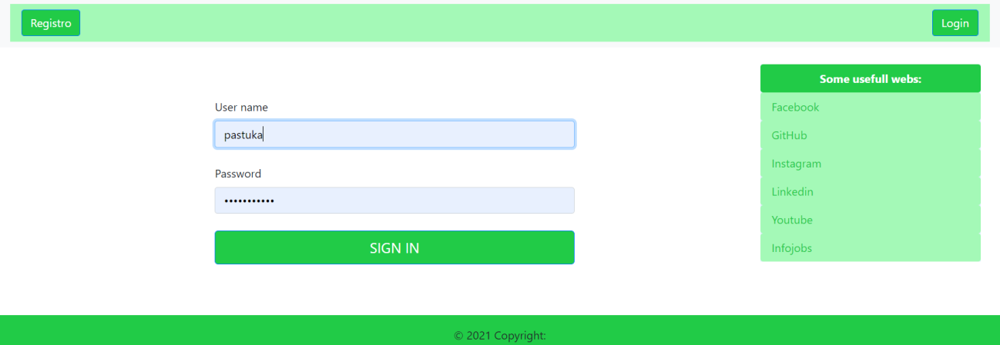 Registro
Login
Some usefull webs:
User name
Facebook
pastuka
GitHub
Instagram
Password
Linkedin
•••••••••••
Youtube
SIGN IN
Infojobs
© 2021 Copyright: